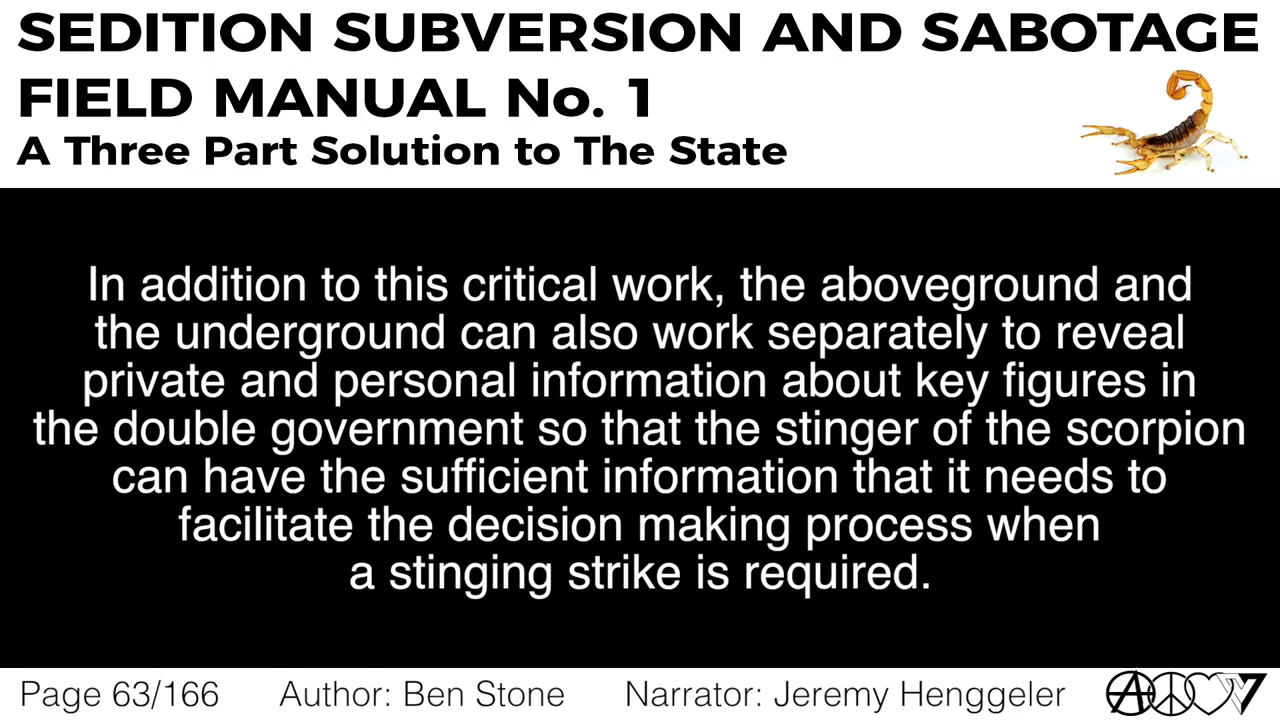 SEDITION SUBVERSION AND SABOTAGE
FIELD MANUAL No. 1
A Three Part Solution to The State
In addition to this critical work, the aboveground and
the underground can also work separately to reveal
private and personal information about key figures in
the double government so that the stinger of the scorpion
can have the sufficient information that it needs to
facilitate the decision making process when
a stinging strike is required.
Page 63/166 Author: Ben Stone Narrator: Jeremy Henggeler